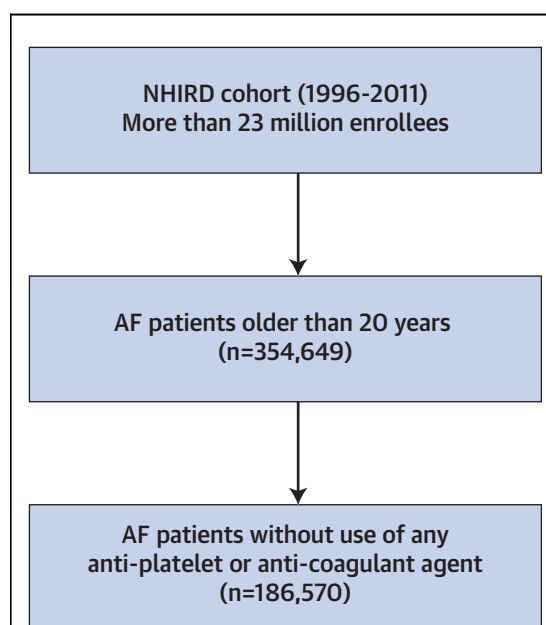 NHIRD cohort (1996-2011)
More than 23 million enrollees
AF patients older than 20 years
(n=354,649)
AF patients without use of any
anti-platelet or anti-coagulant agent
(n=186,570)